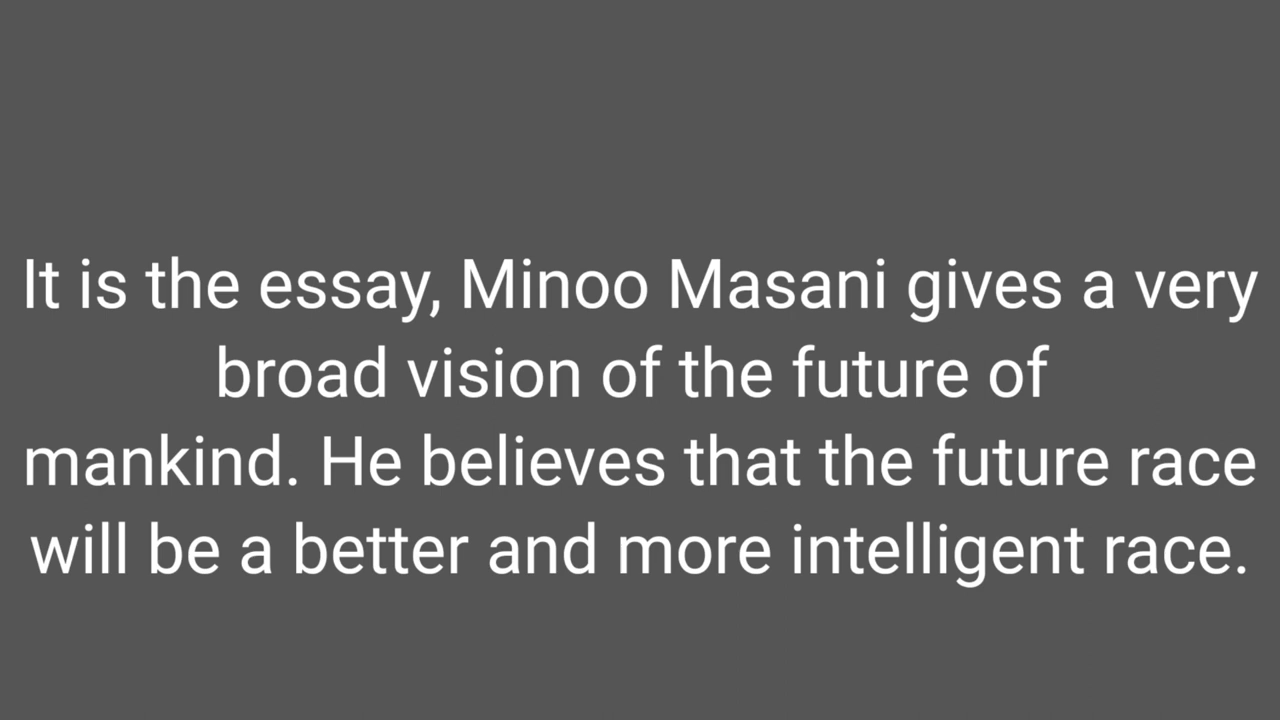 It is the essay, Minoo Masani gives a very
broad vision of the future of
mankind. He believes that the future race
will be a better and more intelligent race.